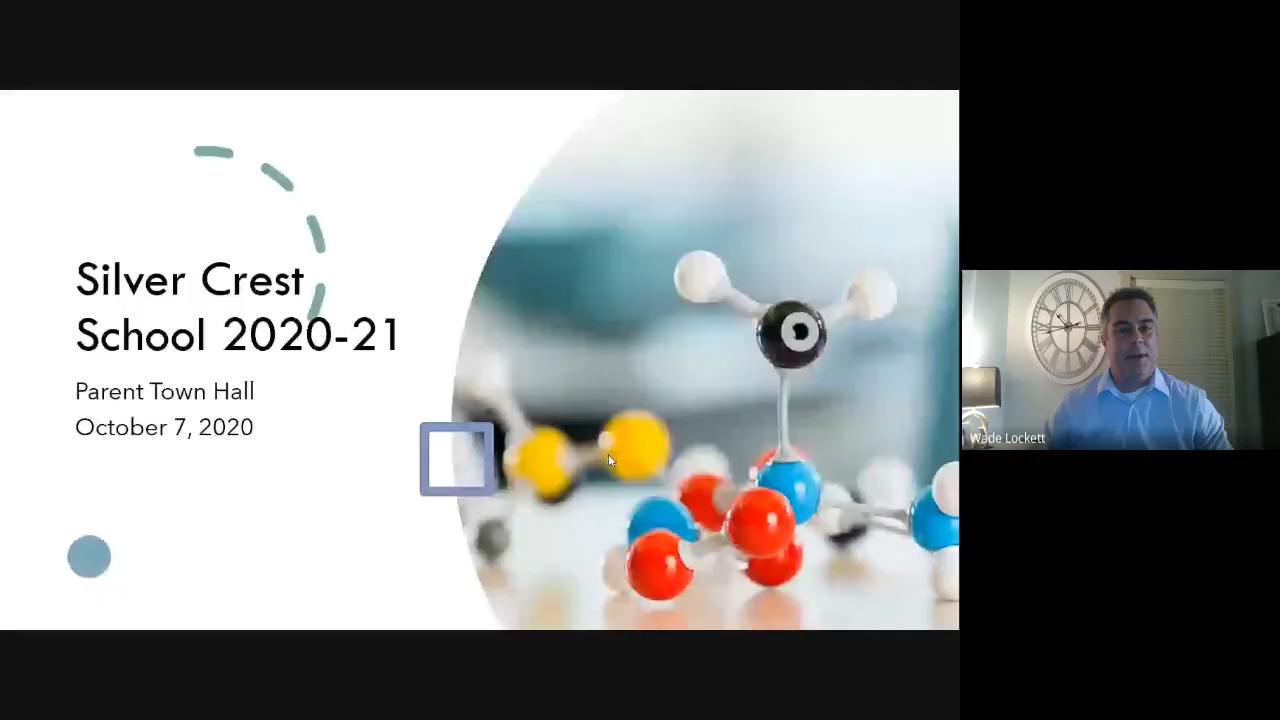 Silver Crest
School 2020-21
Parent Town Hall
October 7, 2020
Wade Lockett